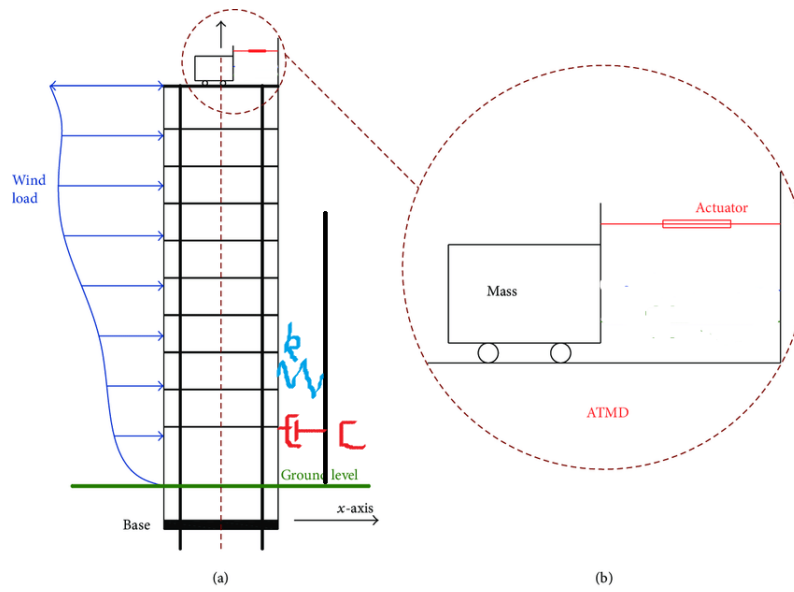 Wind
load
Actuator
Mass
k
C
ATMD
Ground level
x-axis
Base
(a)
(b)